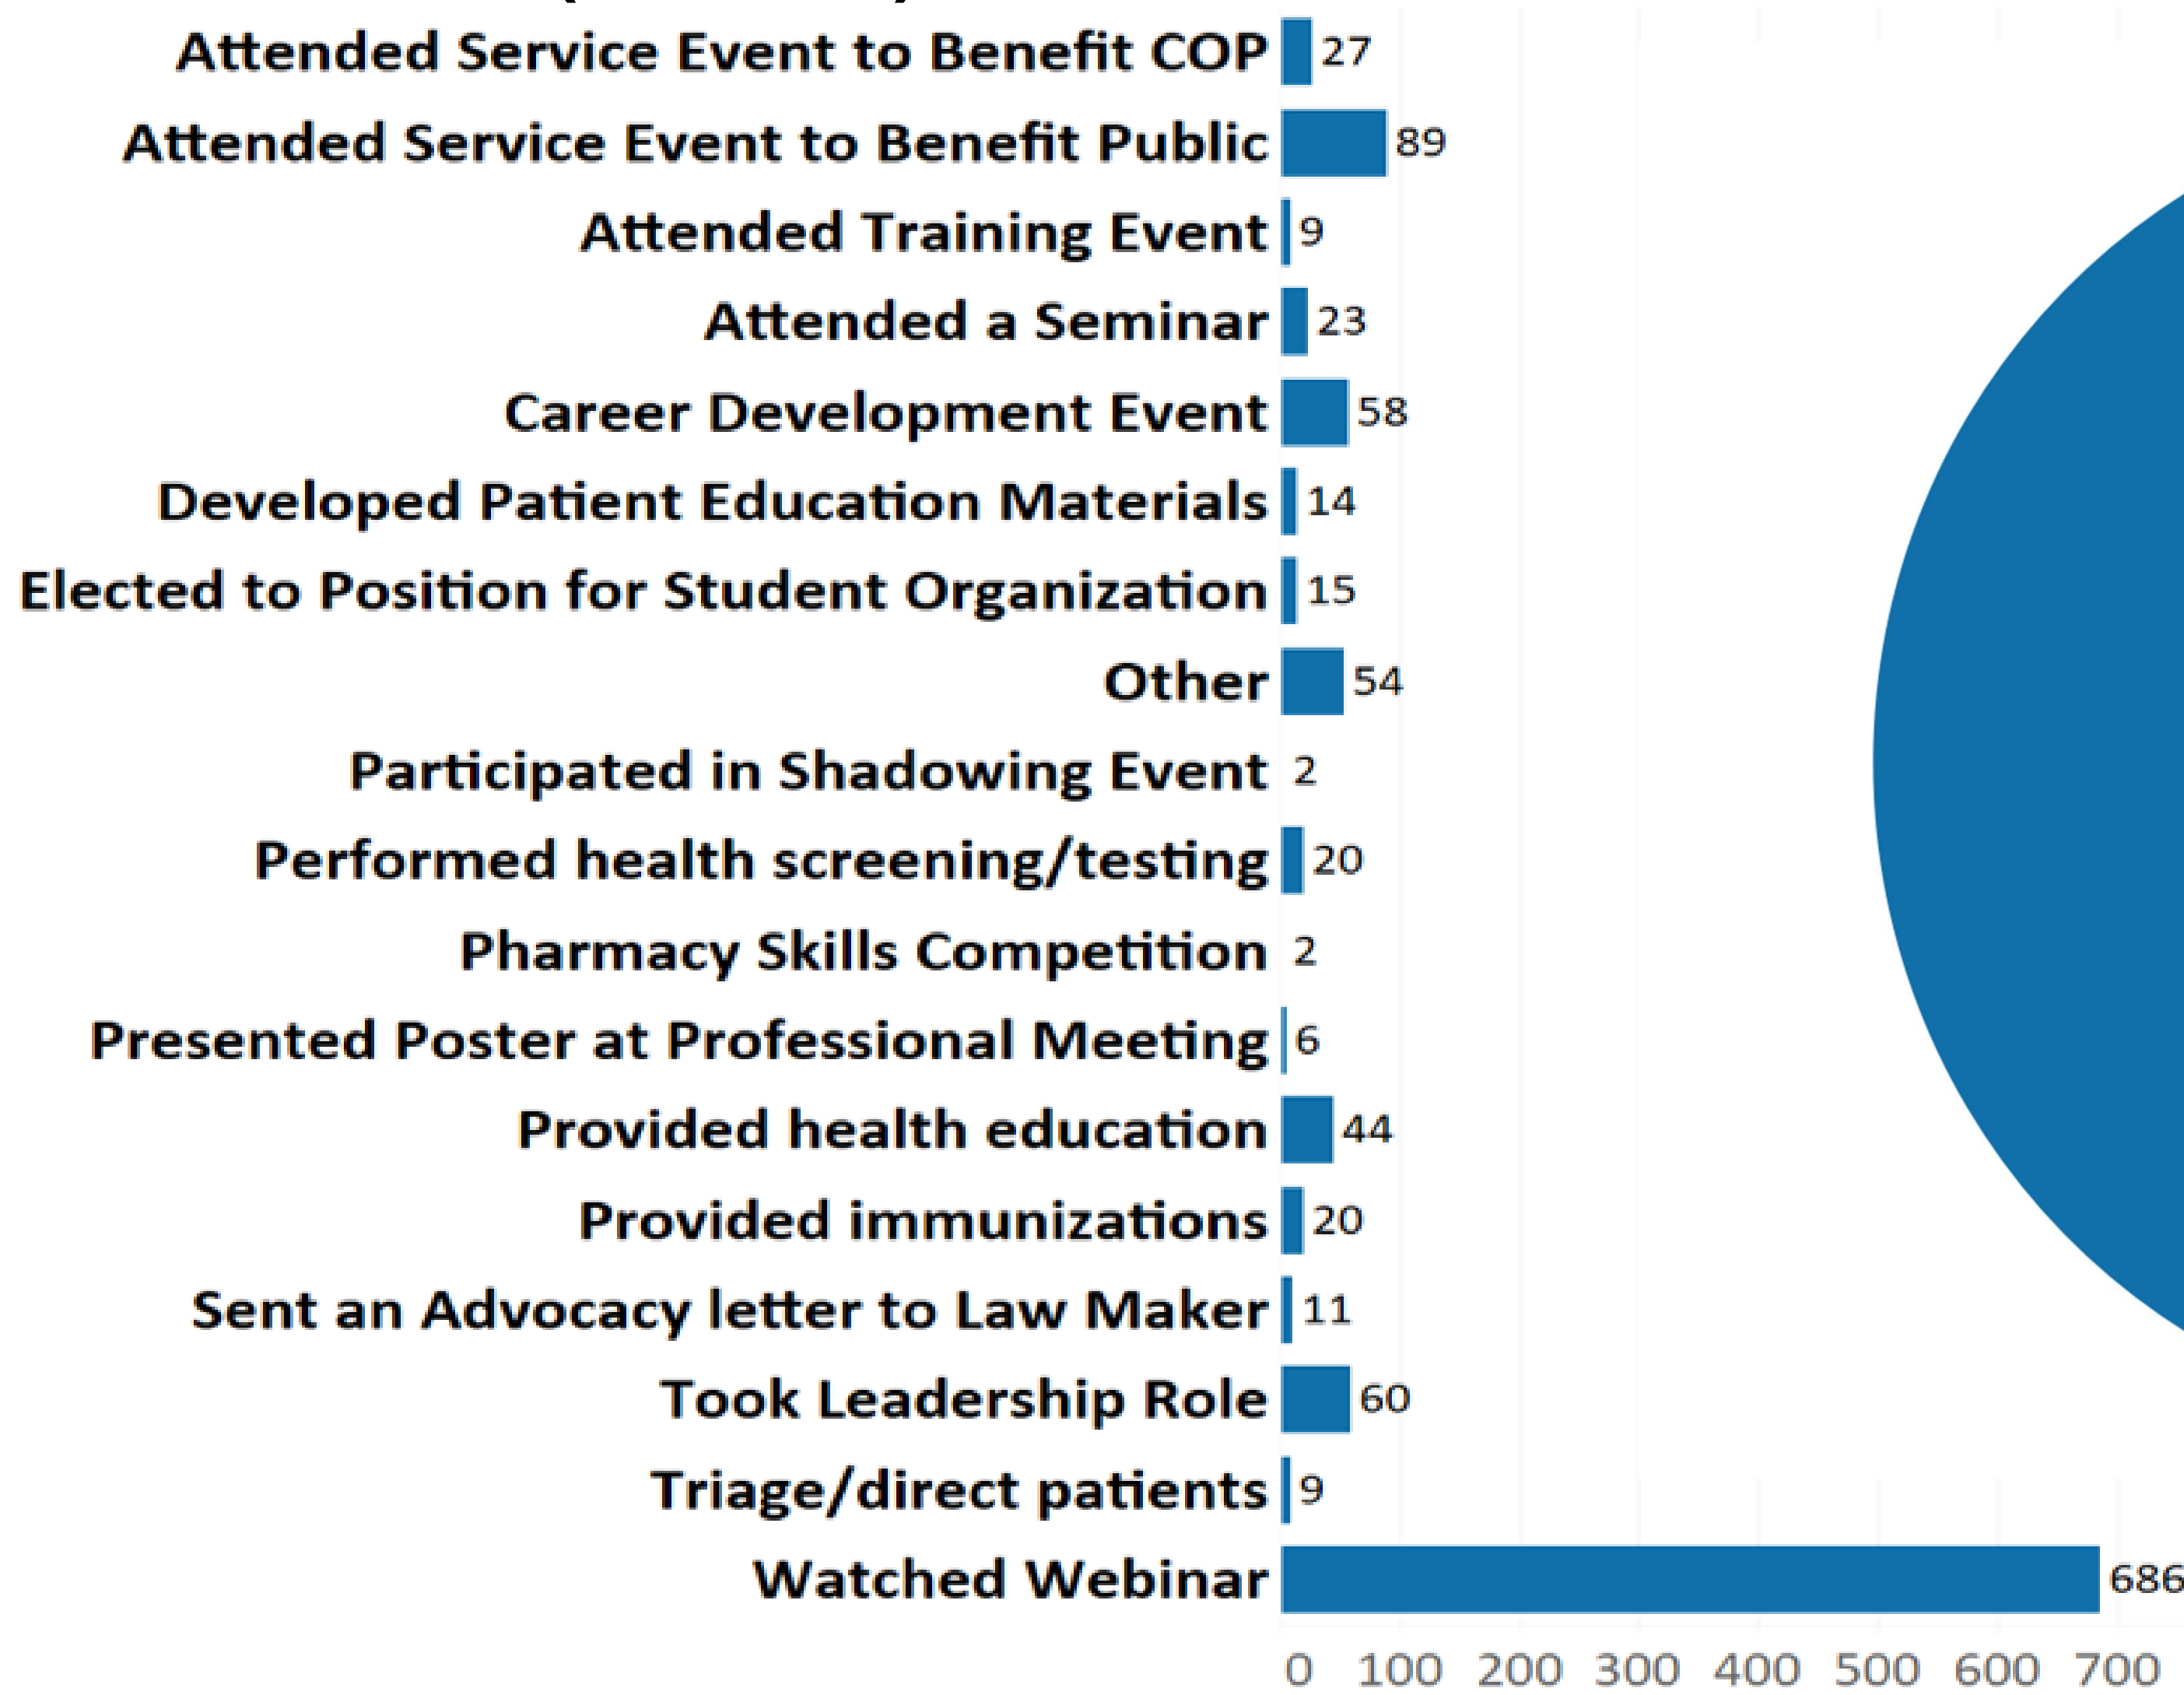 Attended Service Event to Benefit COP 27
Attended Service Event to Benefit Public 89
Attended Training Event 9
Attended a Seminar 23
Career Development Event 58
Developed Patient Education Materials 14
Elected to Position for Student Organization 15
Other 54
Participated in Shadowing Event 2
Performed health screening/testing 20
Pharmacy Skills Competition 2
Presented Poster at Professional Meeting 6
Provided health education 44
Provided immunizations 20
Sent an Advocacy letter to Law Maker 11
Took Leadership Role 60
Triage/direct patients 9
Watched Webinar 686
0 100 200 300 400 500 600 700